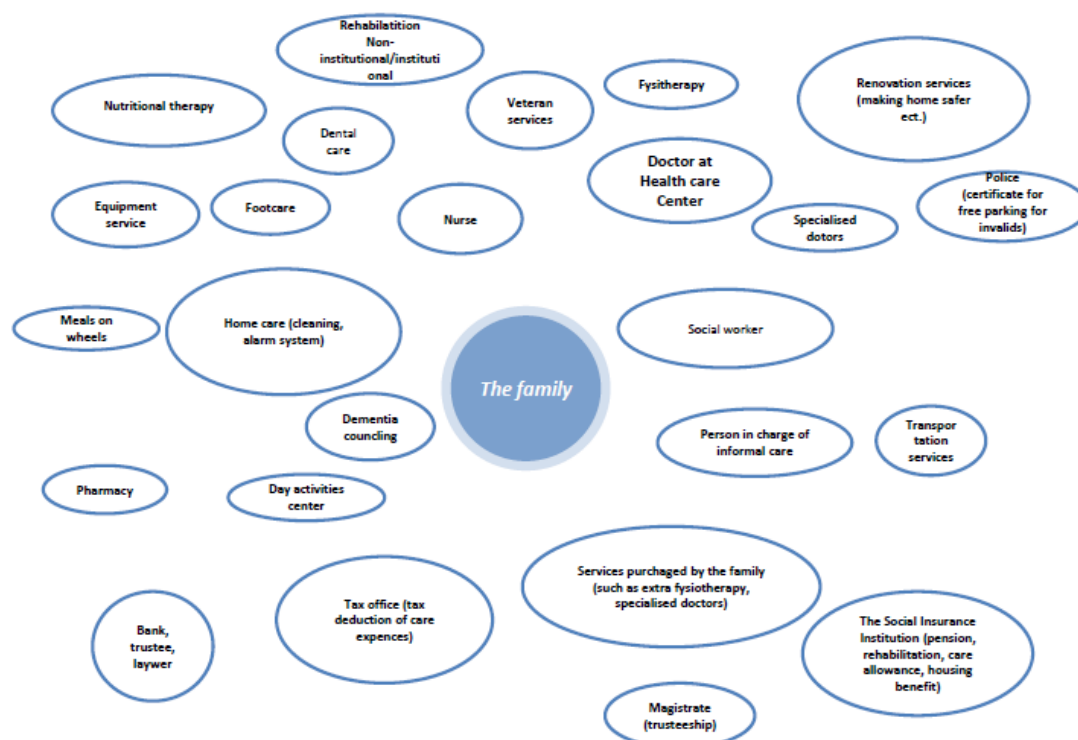 Rehabilatition
Non-
institutional/instituti
onal
Nutritional therapy
Dental
care
Veteran
services
Fysitherapy
Renovation services
(making home safer
ect.)
Doctor at
Health care
Center
Police
(certificate for
free parking for
invalids)
Equipment
service
Footcare
Nurse
Specialised
dotors
Meals on
wheels
Home care (cleaning,
alarm system)
The family
Social worker
Dementia
councling
Person in charge of
informal care
Transpor
tation
services
Pharmacy
Day activities
center
Services purchaged by the family
(such as extra fysiotherapy,
specialised doctors)
Tax office (tax
deduction of care
expences)
Bank,
trustee,
laywer
The Social Insurance
Institution (pension,
rehabilitation, care
allowance, housing
benefit)
Magistrate
(trusteeship)